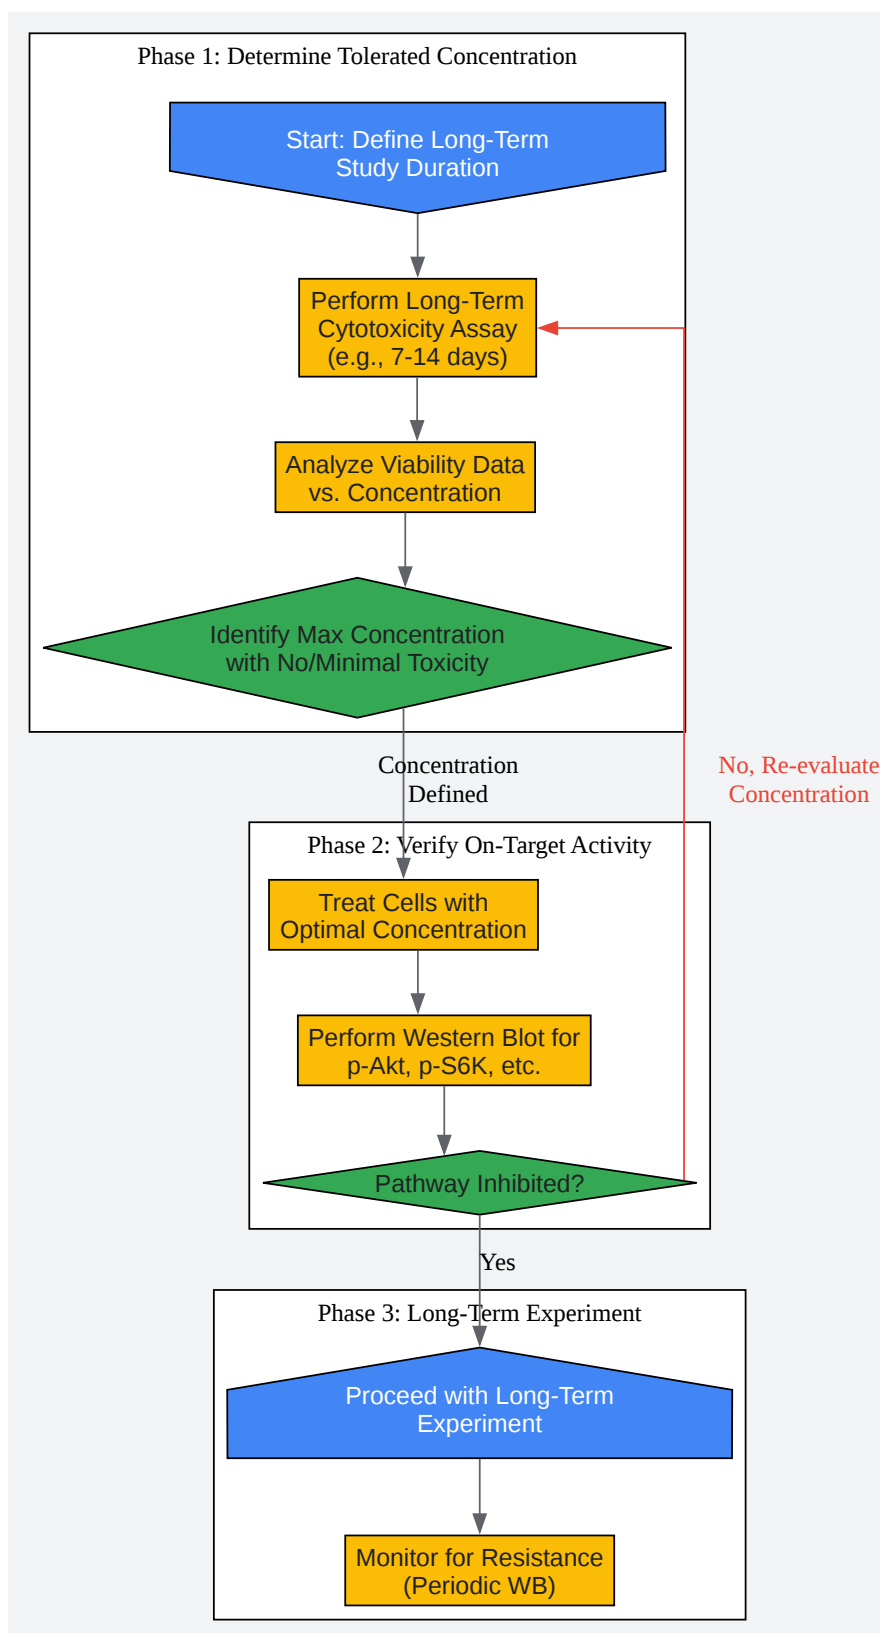 Phase 1: Determine Tolerated Concentration
Start: Define Long-Term
Study Duration
Perform Long-Term
Cytotoxicity Assay
(e.g., 7-14 days)
Analyze Viability Data
vs. Concentration
Identify Max Concentration
with No/Minimal Toxicity
Concentration
Defined
No, Re-evaluate
Concentration
Phase 2: Verify On-Target Activity
Treat Cells with
Optimal Concentration
Perform Western Blot for
p-Akt, p-S6K, etc.
Pathway Inhibited?
Yes
Phase 3: Long-Term Experiment
Proceed with Long-Term
Experiment
Monitor for Resistance
(Periodic WB)